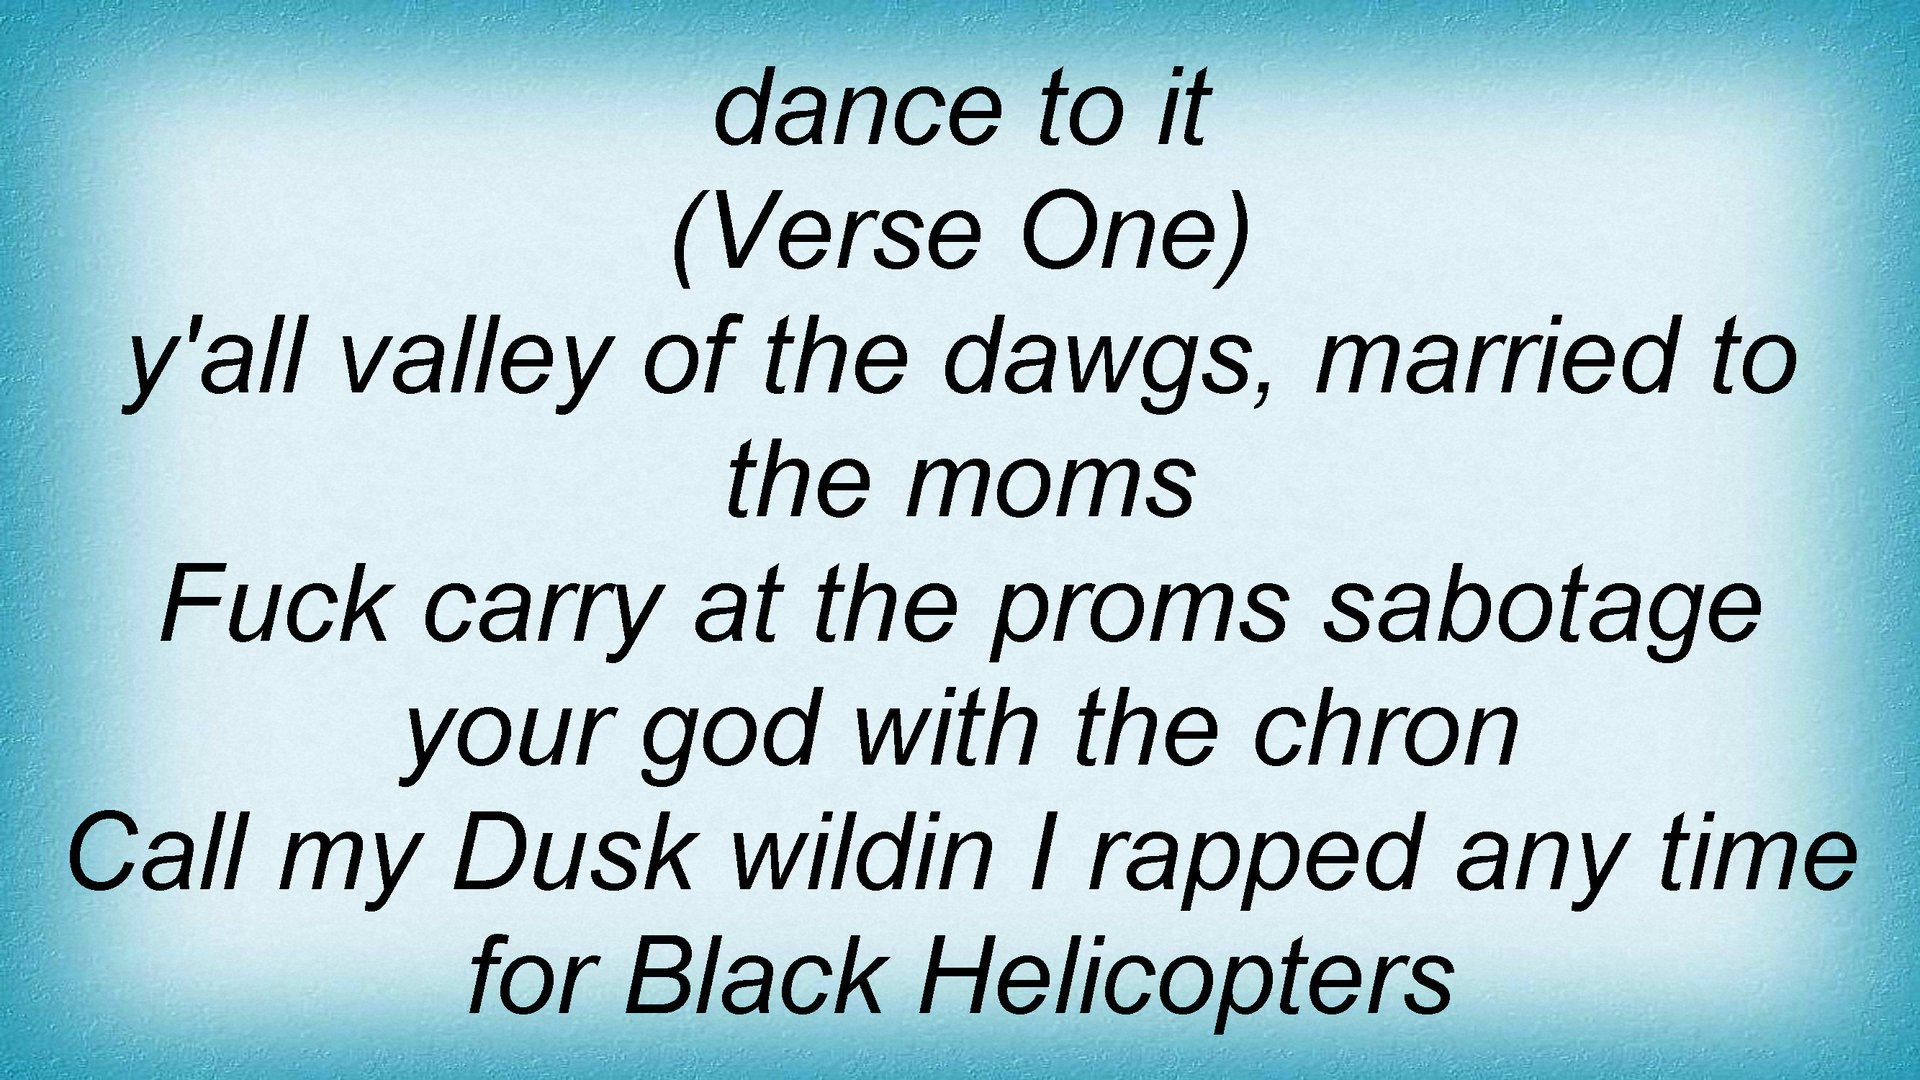 dance to it
(Verse One)
y'all valley of the dawgs, married to
the moms
Fuck carry at the proms sabotage
your god with the chron
Call my Dusk wildin I rapped any time
for Black Helicopters